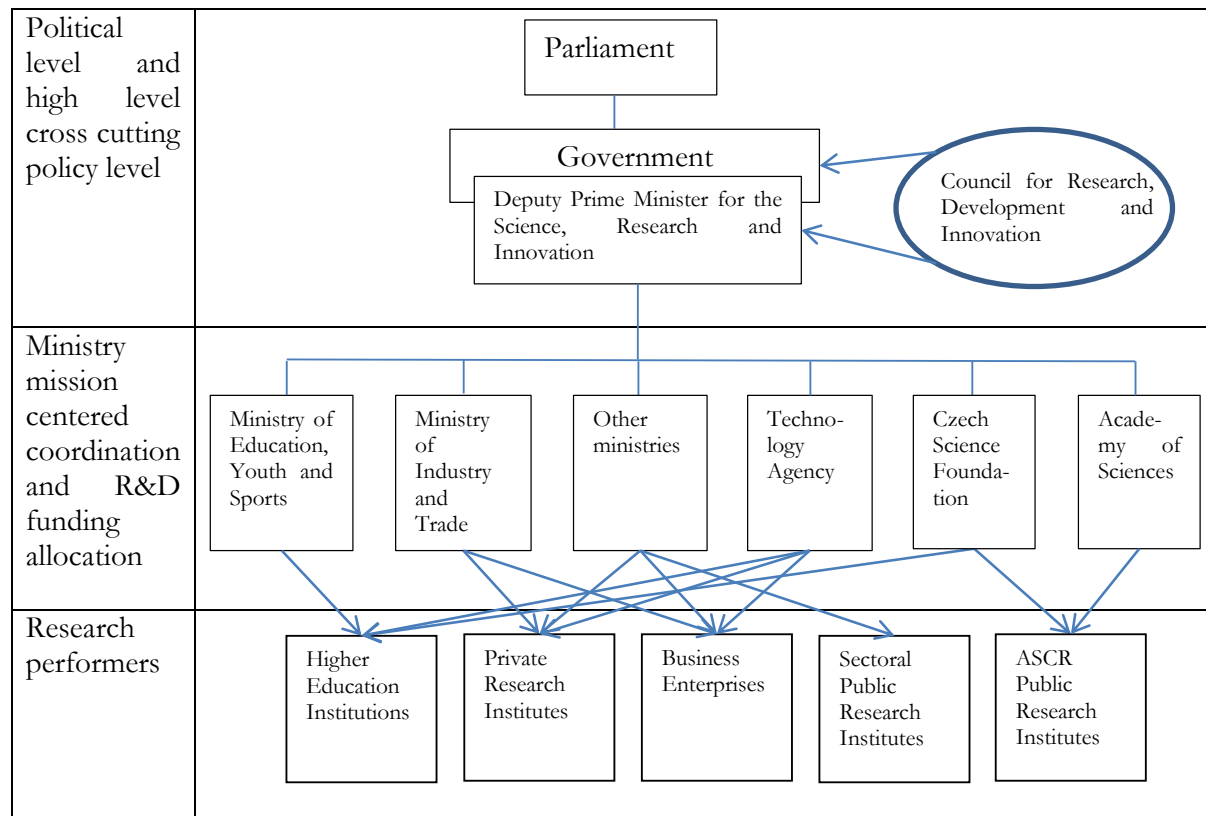 Political
level and
high level
cross cutting
policy level
Parliament
Government
Deputy Prime Minister for the
Science, Research and
Innovation
Council for Research,
Development and
Innovation
Ministry
mission
centered
coordination
and R&D
funding
allocation
Ministry of
Education,
Youth and
Sports
Ministry
of
Industry
and
Trade
Other
ministries
Techno-
logy
Agency
Czech
Science
Founda-
tion
Acade-
my of
Sciences
Research
performers
Higher
Education
Institutions
Private
Research
Institutes
Business
Enterprises
Sectoral
Public
Research
Institutes
ASCR
Public
Research
Institutes